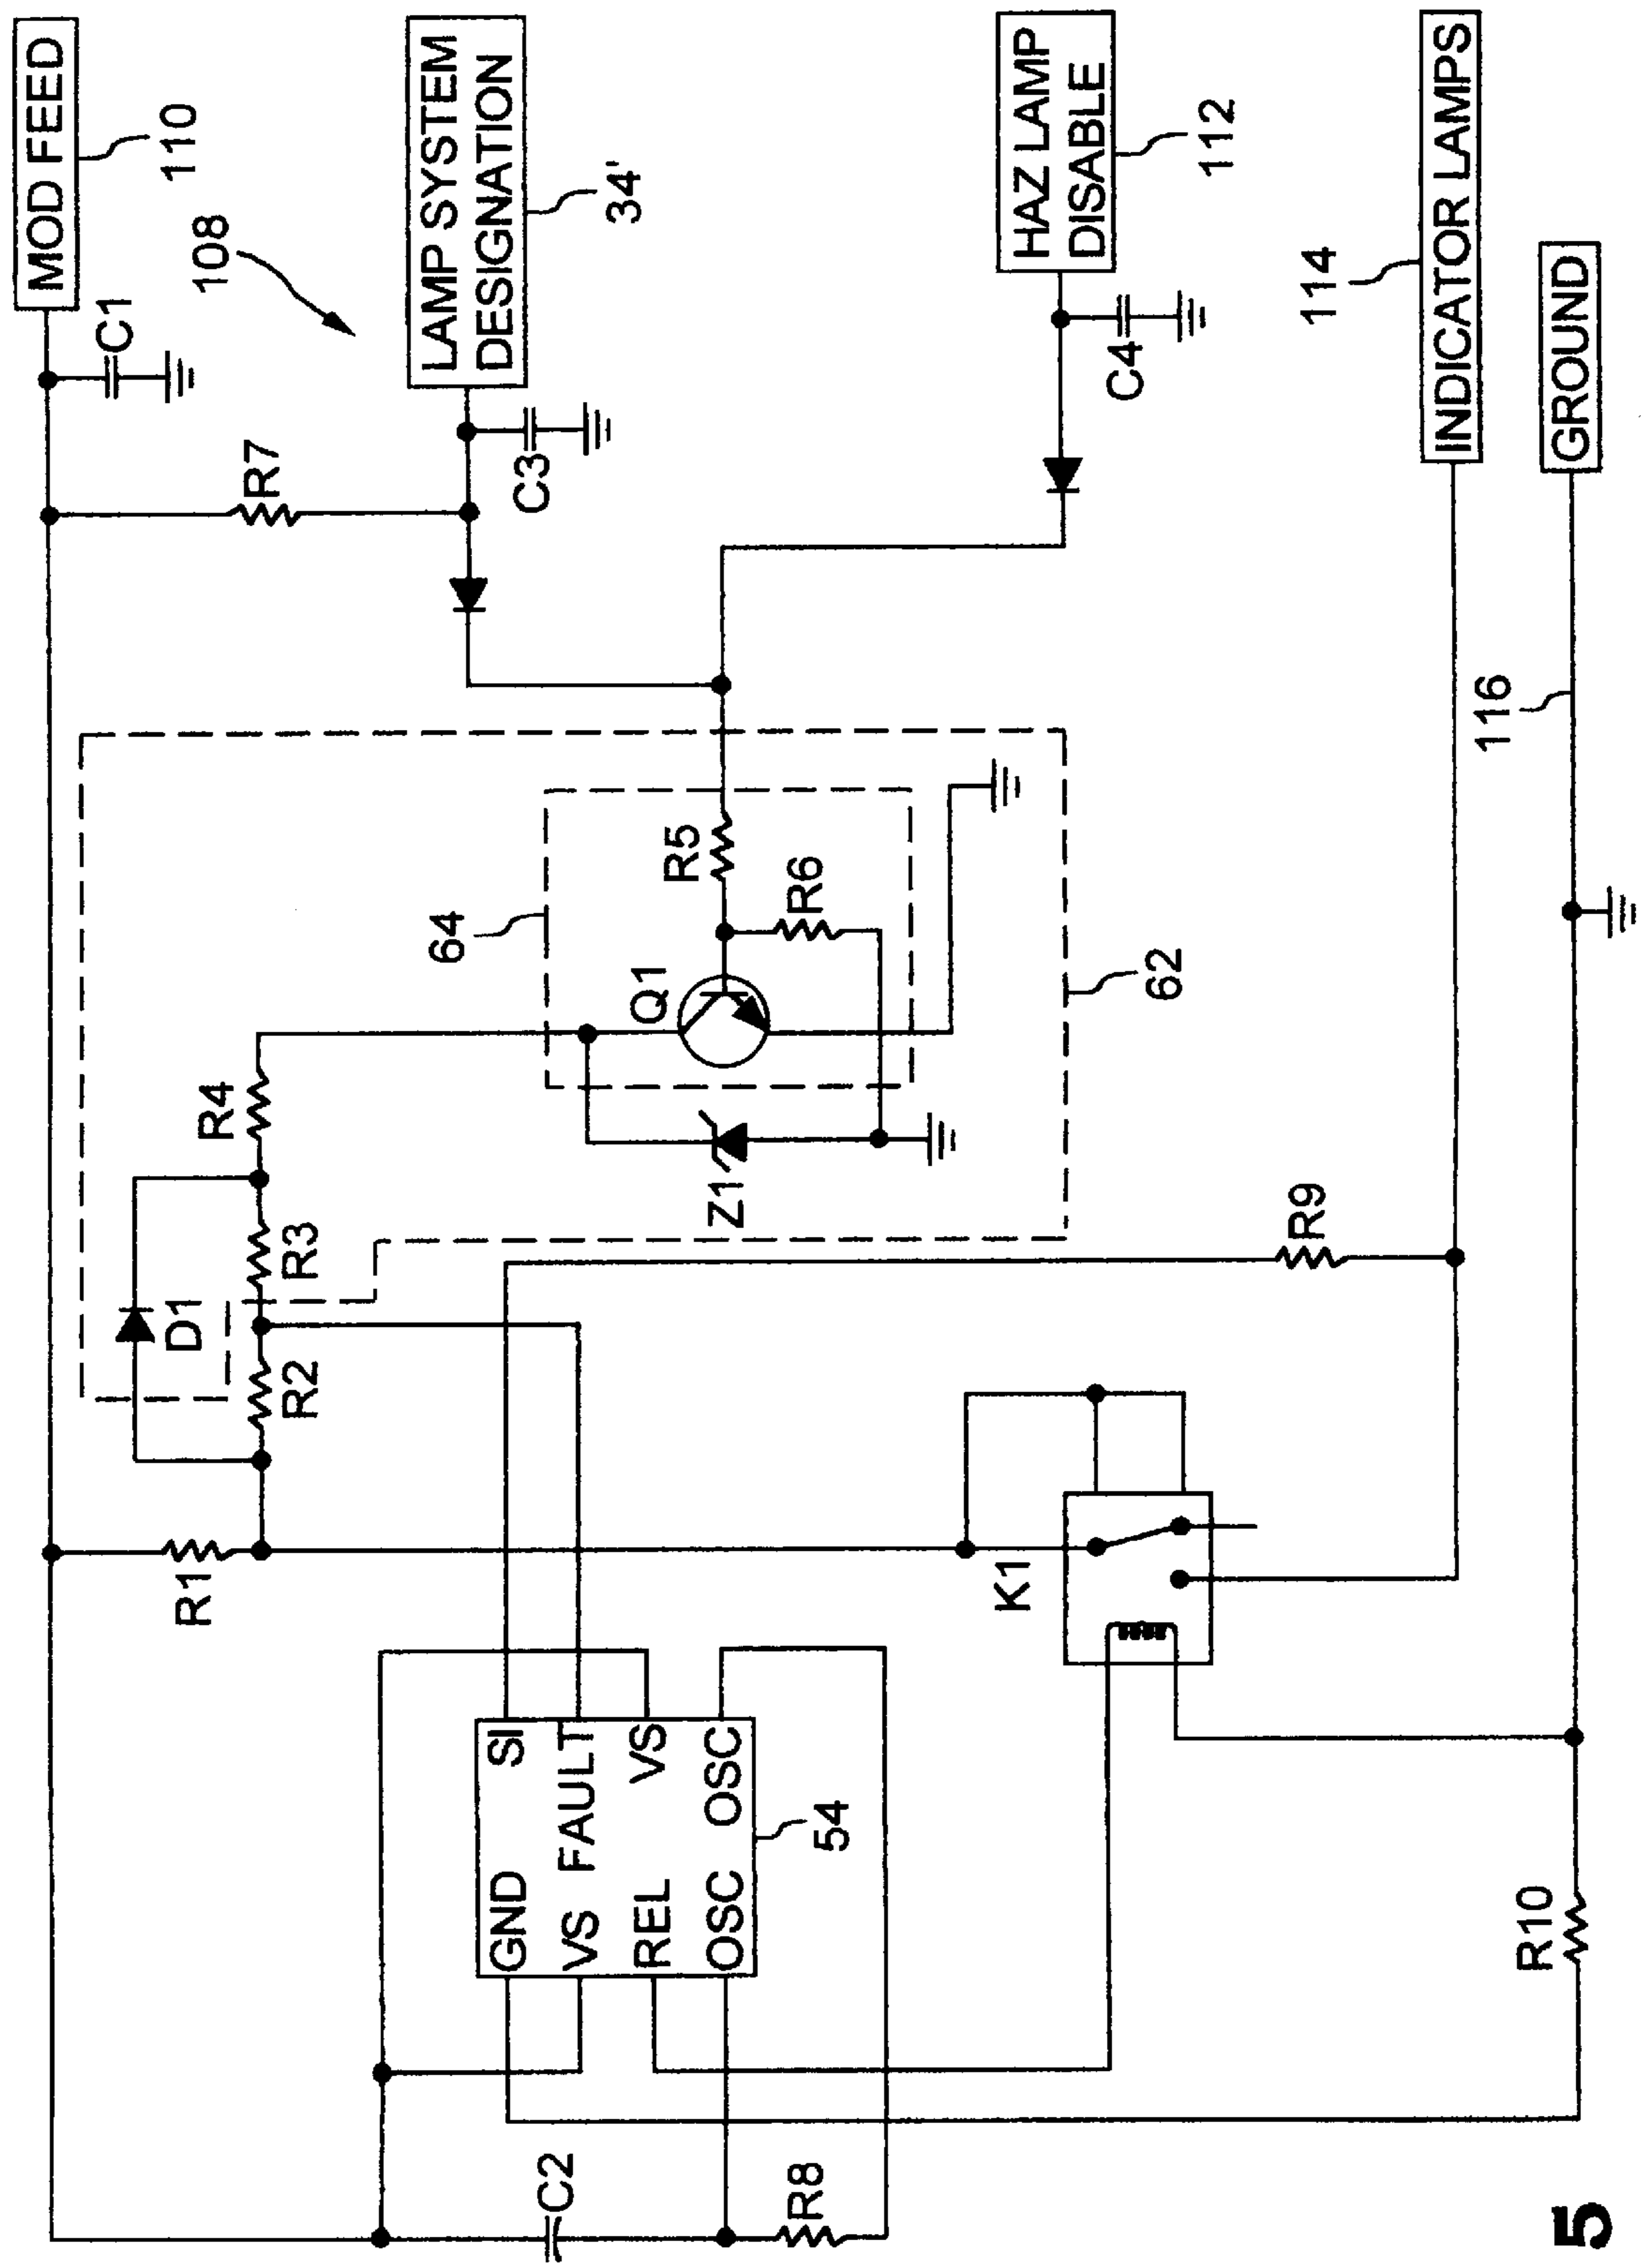 MOD FEED
110
C1
108
LAMP SYSTEM
DESIGNATION
34'
R7
C3
HAZ LAMP
DISABLE
112
C4
114
INDICATOR LAMPS
GROUND
116
64
R5
R6
Q1
62
R4
Z1
D1
R3
R2
R9
R1
K1
GND
SI
VS
FAULT
REL
VS
OSC
OSC
54
C2
R8
R10
5